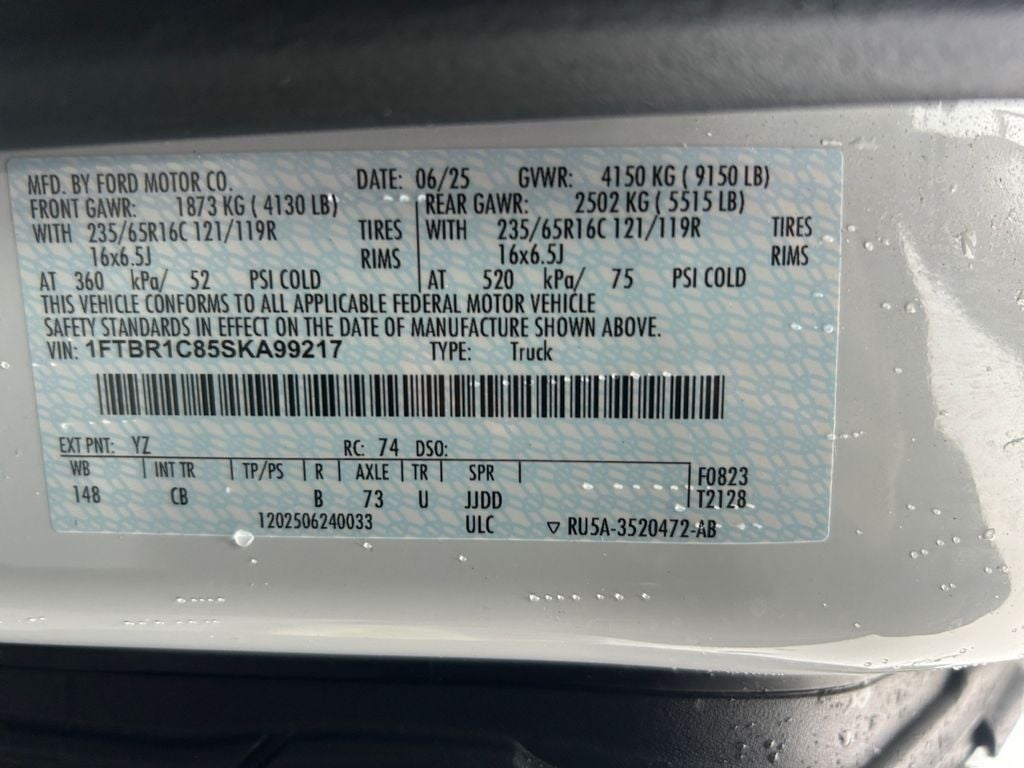 MFD. BY FORD MOTOR CO. DATE: 06/25 GVWR: 4150 KG ( 9150 LB)
FRONT GAWR: 1873 KG ( 4130 LB) REAR GAWR: 2502 KG ( 5515 LB)
WITH 235/65R16C 121/119R TIRES WITH 235/65R16C 121/119R TIRES
16x6.5J RIMS 16x6.5J RIMS
AT 360 kPa/ 52 PSI COLD AT 520 kPa/ 75 PSI COLD
THIS VEHICLE CONFORMS TO ALL APPLICABLE FEDERAL MOTOR VEHICLE
SAFETY STANDARDS IN EFFECT ON THE DATE OF MANUFACTURE SHOWN ABOVE.
VIN: 1FTBR1C85SKA99217 TYPE: Truck
EXT PNT: YZ RC: 74 DSO:
WB INT TR TP/PS R AXLE TR SPR F0823
148 CB B 73 U JJDD T2128
1202506240033 ULC ▽ RU5A-3520472-AB